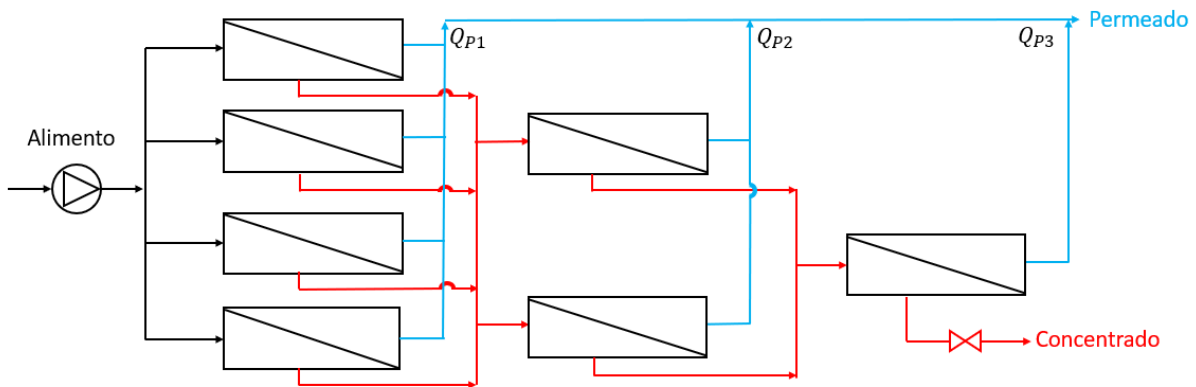 Permeado
Q_{P1}
Q_{P2}
Q_{P3}
Alimento
Concentrado